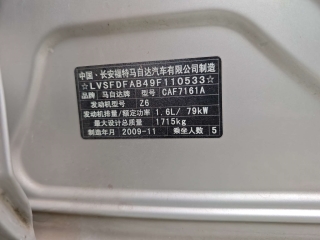 中国·长安福特马自达汽车有限公司制造
☆LVSFDFAB49F110533☆
品牌 马自达牌 型号 CAF7161A
发动机型号 Z6
发动机排量/额定功率 1.6L/ 79kW
最大设计总质量 1715kg
制造年月 2009-11 乘坐人数 5